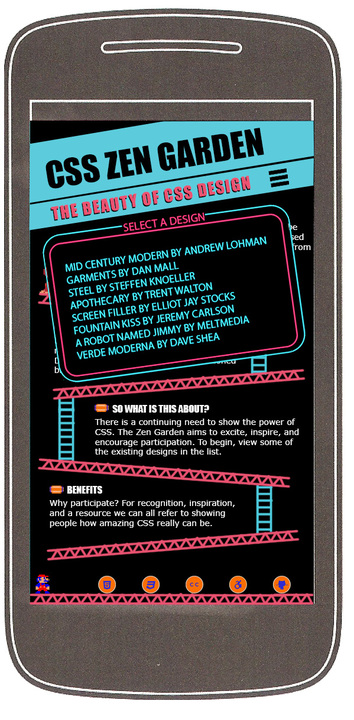 CSS ZEN GARDEN
THE BEAUTY OF CSS DESIGN
SELECT A DESIGN
MID CENTURY MODERN BY ANDREW LOHMAN
GARMENTS BY DAN MALL
STEEL BY STEFFEN KNOELLER
APOTHECARY BY TRENT WALTON
SCREEN FILLER BY ELLIOT JAY STOCKS
FOUNTAIN KISS BY JEREMY CARLSON
A ROBOT NAMED JIMMY BY MELTMEDIA
VERDE MODERNA BY DAVE SHEA
SO WHAT IS THIS ABOUT?
There is a continuing need to show the power of
CSS. The Zen Garden aims to excite, inspire, and
encourage participation. To begin, view some of
the existing designs in the list.
BENEFITS
Why participate? For recognition, inspiration,
and a resource we can all refer to showing
people how amazing CSS really can be.